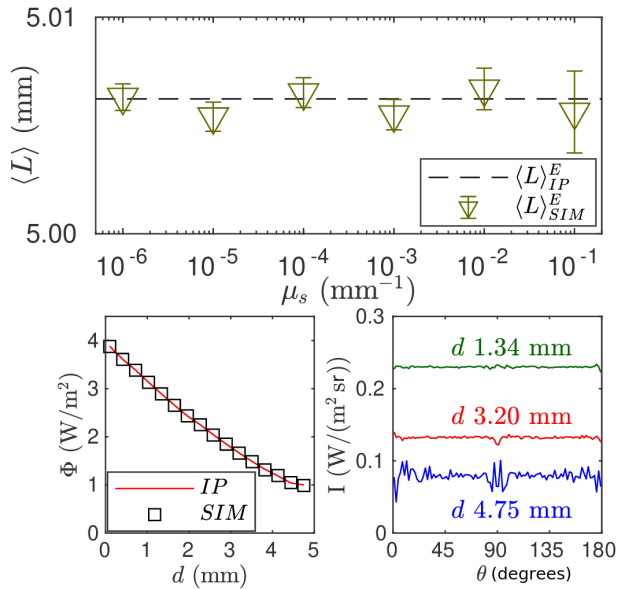 5.01
5.00
⟨L⟩ (mm)
⟨L⟩ᴱ_IP
⟨L⟩ᴱ_SIM
10⁻⁶ 10⁻⁵ 10⁻⁴ 10⁻³ 10⁻² 10⁻¹
μₛ (mm⁻¹)
4
3
2
1
0
Φ (W/m²)
IP
SIM
0 1 2 3 4 5
d (mm)
0.3
0.2
0.1
0
I (W/(m² sr))
d 1.34 mm
d 3.20 mm
d 4.75 mm
0 45 90 135 180
θ (degrees)